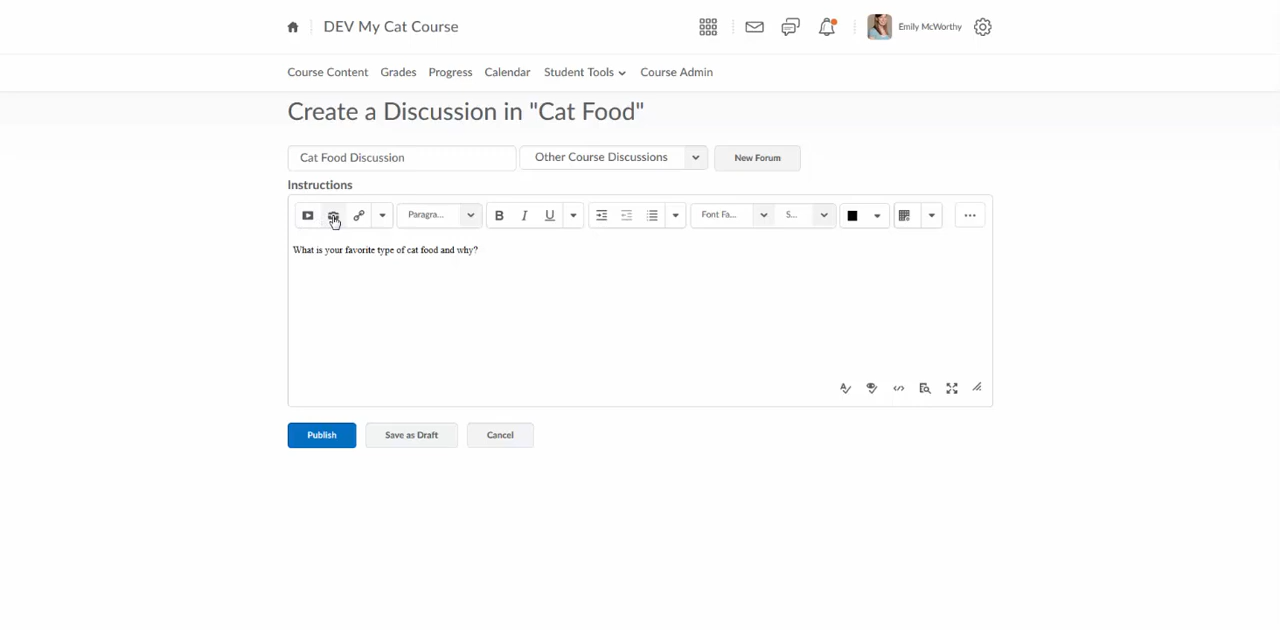 DEV My Cat Course
Emily McWorthy
Course Content Grades Progress Calendar Student Tools Course Admin
Create a Discussion in "Cat Food"
Cat Food Discussion Other Course Discussions New Forum
Instructions
Paragra... B I U Font Fa... S...
What is your favorite type of cat food and why?
Publish Save as Draft Cancel